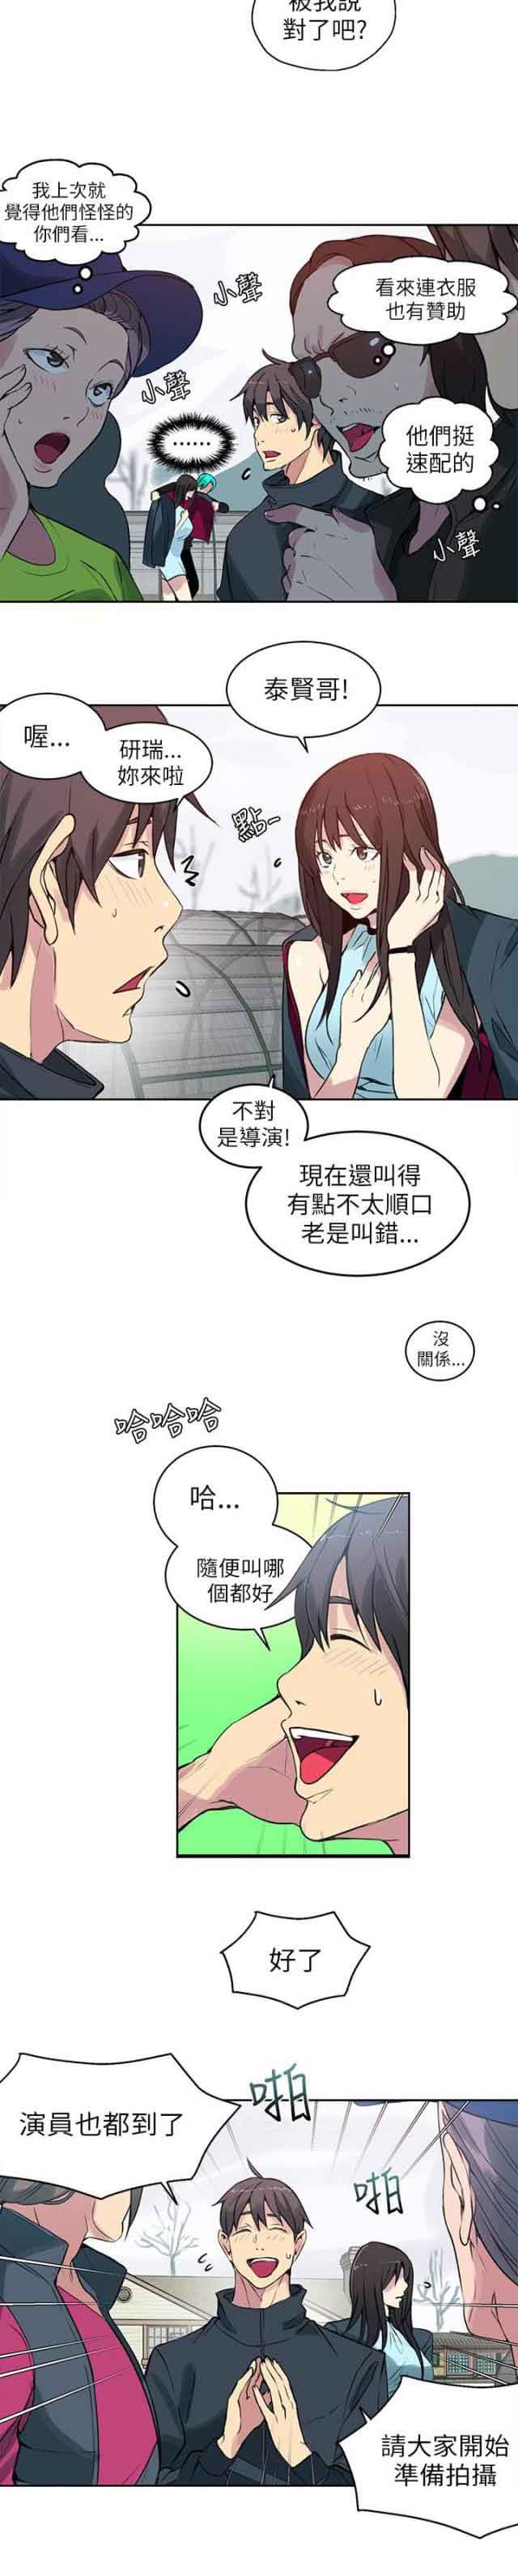 被我說
對了吧?
我上次就
覺得他們怪怪的
你們看...
小聲
看來連衣服
也有贊助
小聲
......
他們挺
速配的
小聲
泰賢哥!
喔...
研瑞...
妳來啦
點~
不對
是導演!
現在還叫得
有點不太順口
老是叫錯...
沒
關係...
哈哈哈
哈...
隨便叫哪
個都好
好了
演員也都到了
啪
啪
請大家開始
準備拍攝